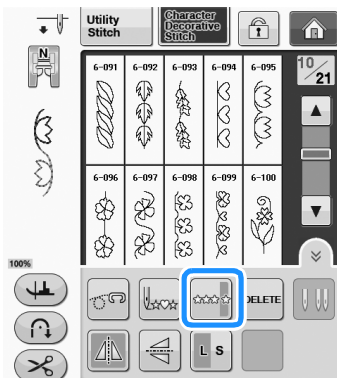 Utility
Stitch
Character
Decorative
Stitch
N
6-091 6-092 6-093 6-094 6-095
10/21
6-096 6-097 6-098 6-099 6-100
100%
DELETE
L S